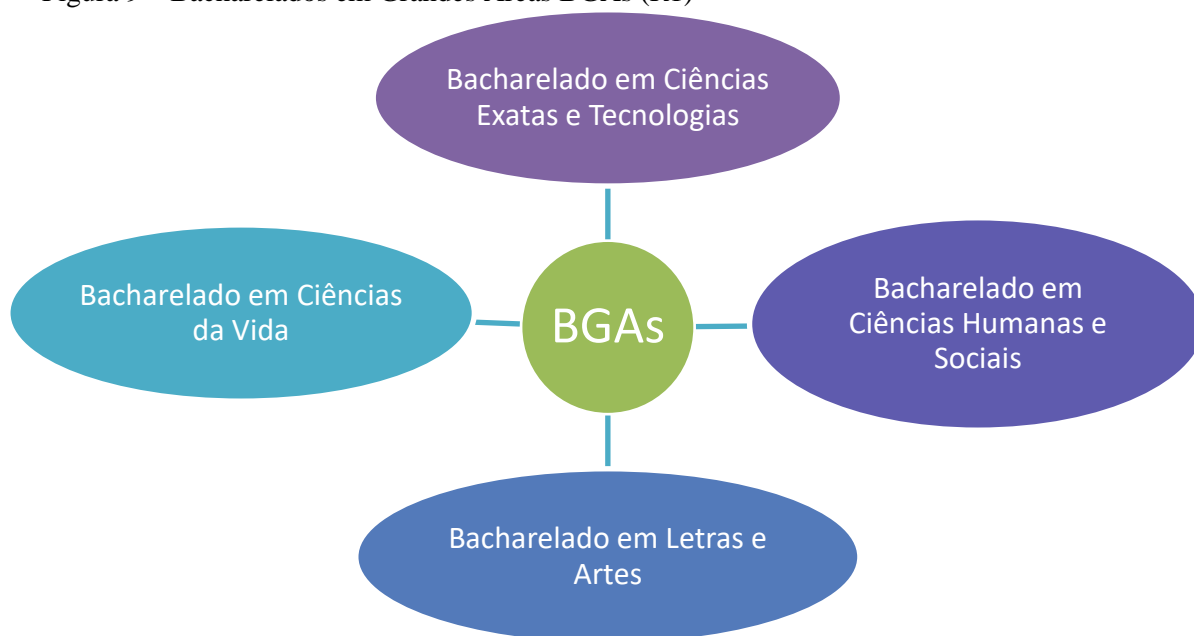 Bacharelado em Ciências
Exatas e Tecnologias
Bacharelado em Ciências
da Vida
BGAs
Bacharelado em
Ciências Humanas e
Sociais
Bacharelado em Letras e
Artes